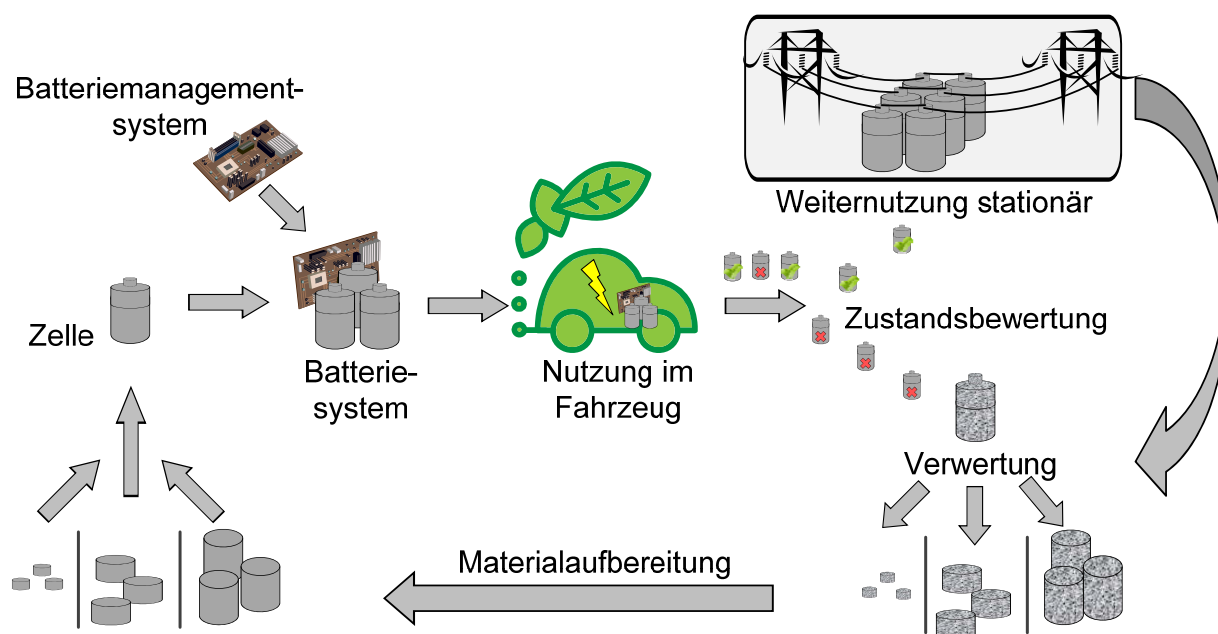 Batteriemanagement-
system
Weiternutzung stationär
Zelle
Zustandsbewertung
Batterie-
system
Nutzung im
Fahrzeug
Verwertung
Materialaufbereitung